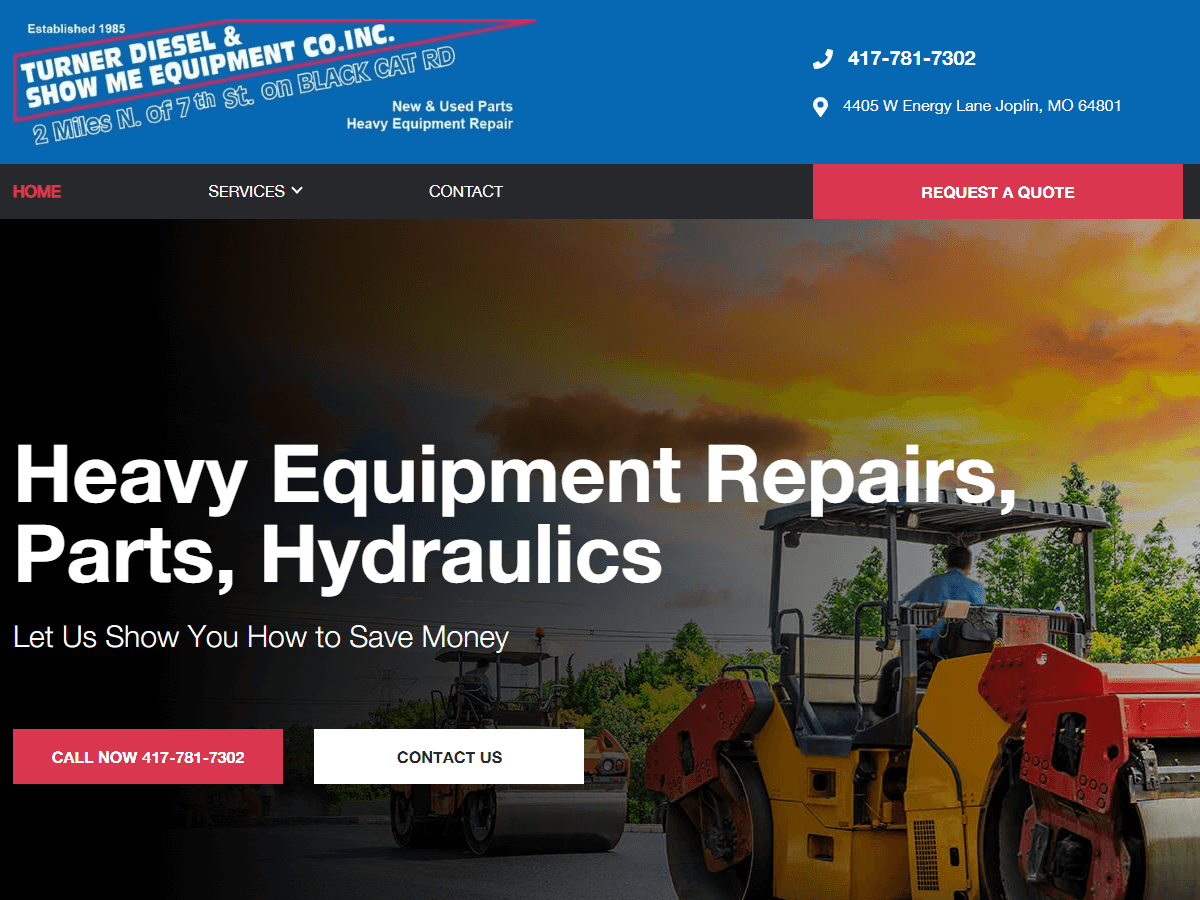 Established 1985
TURNER DIESEL &
SHOW ME EQUIPMENT CO.INC.
2 Miles N. of 7th St. on BLACK CAT RD
New & Used Parts
Heavy Equipment Repair
417-781-7302
4405 W Energy Lane Joplin, MO 64801
HOME
SERVICES
CONTACT
REQUEST A QUOTE
Heavy Equipment Repairs,
Parts, Hydraulics
Let Us Show You How to Save Money
CALL NOW 417-781-7302
CONTACT US